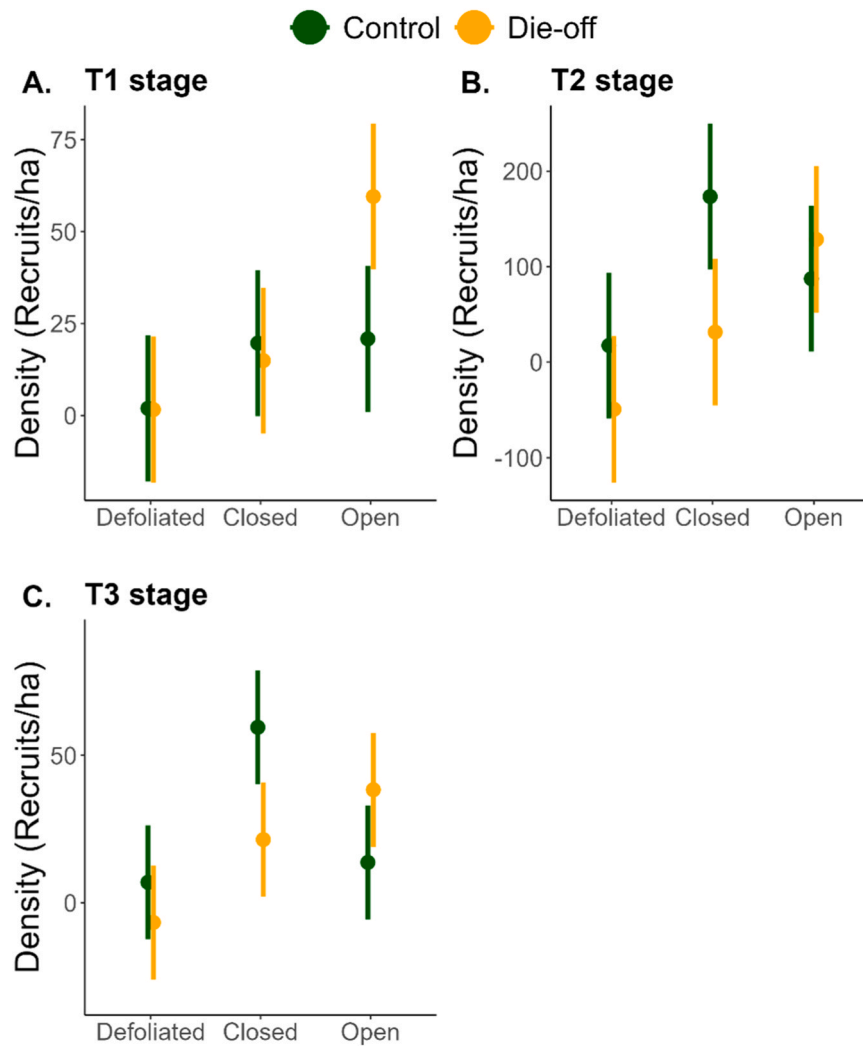 Control Die-off
A. T1 stage
Density (Recruits/ha)
75
50
25
0
Defoliated Closed Open
B. T2 stage
Density (Recruits/ha)
200
100
0
-100
Defoliated Closed Open
C. T3 stage
Density (Recruits/ha)
50
0
Defoliated Closed Open